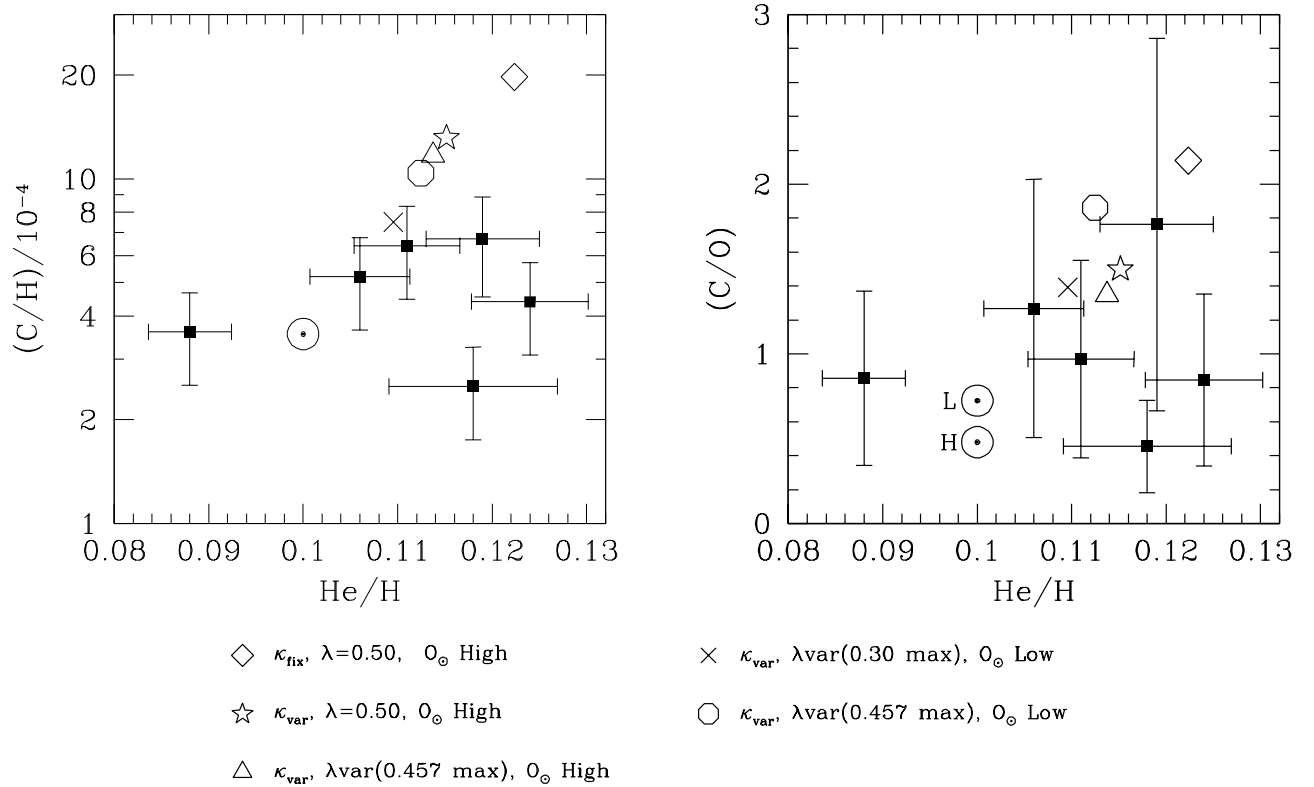 20
10
8
6
4
2
1
(C/H)/10⁻⁴
0.08 0.09 0.1 0.11 0.12 0.13
He/H
3
2
1
0
(C/O)
L
H
0.08 0.09 0.1 0.11 0.12 0.13
He/H
κfix, λ=0.50, O⊙ High
κvar, λ=0.50, O⊙ High
κvar, λvar(0.457 max), O⊙ High
κvar, λvar(0.30 max), O⊙ Low
κvar, λvar(0.457 max), O⊙ Low